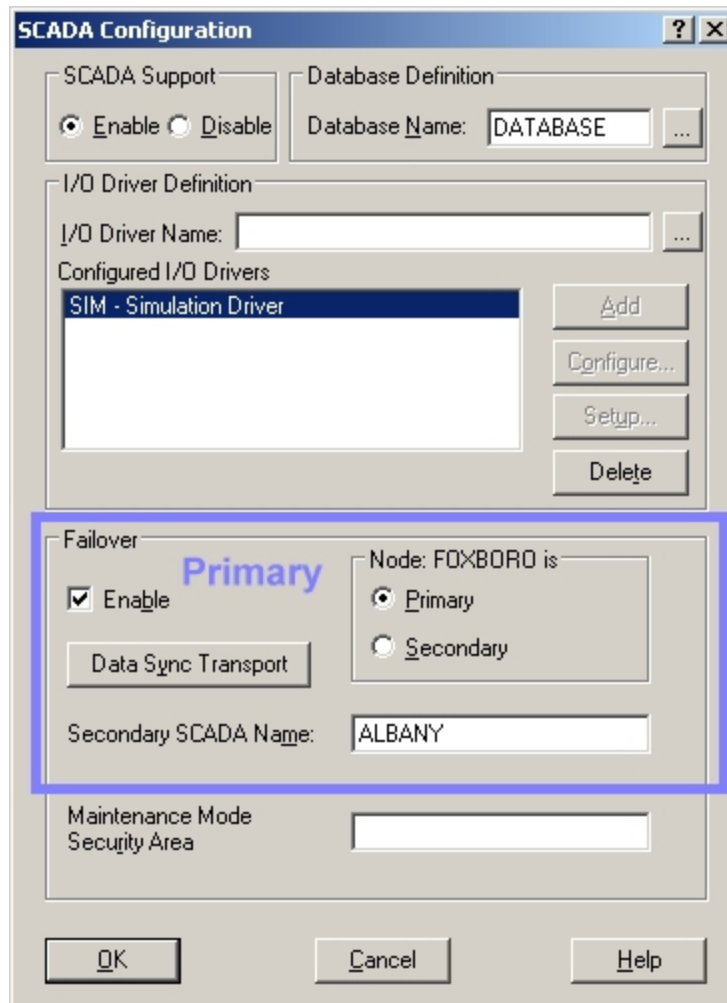 SCADA Configuration
SCADA Support
Enable Disable
Database Definition
Database Name: DATABASE ...
I/O Driver Definition
I/O Driver Name: ...
Configured I/O Drivers
SIM - Simulation Driver
Add
Configure...
Setup...
Delete
Failover
Primary
Enable
Node: FOXBORO is
Primary
Secondary
Data Sync Transport
Secondary SCADA Name: ALBANY
Maintenance Mode
Security Area
OK Cancel Help